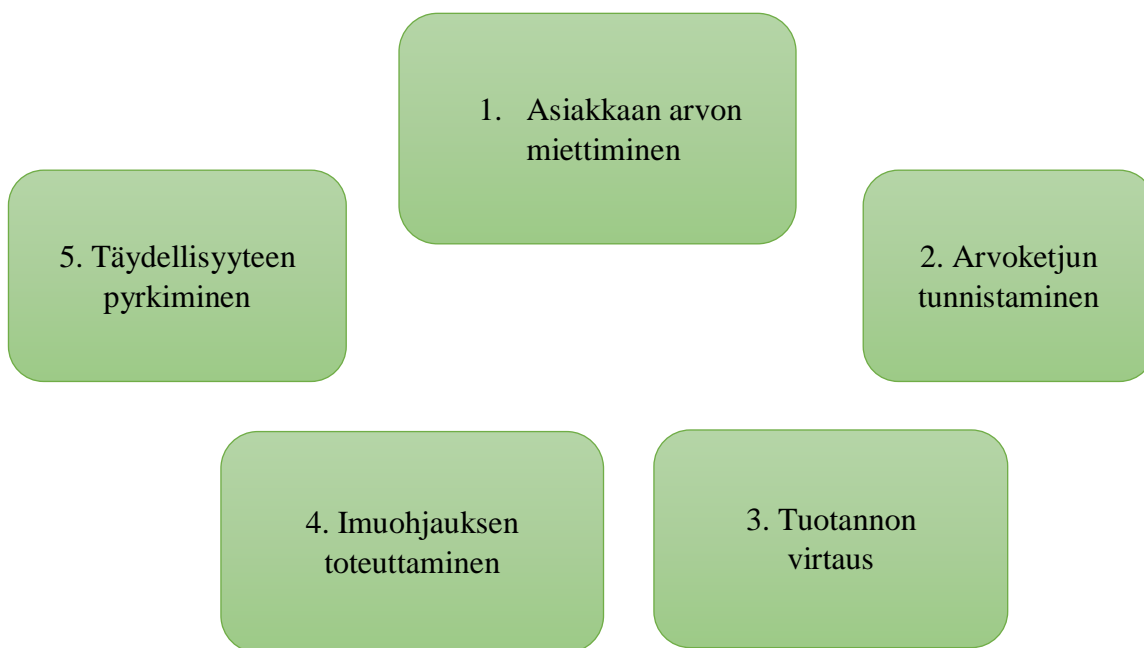 1. Asiakkaan arvon
miettiminen
2. Arvoketjun
tunnistaminen
3. Tuotannon
virtaus
4. Imuohjauksen
toteuttaminen
5. Täydellisyyteen
pyrkiminen